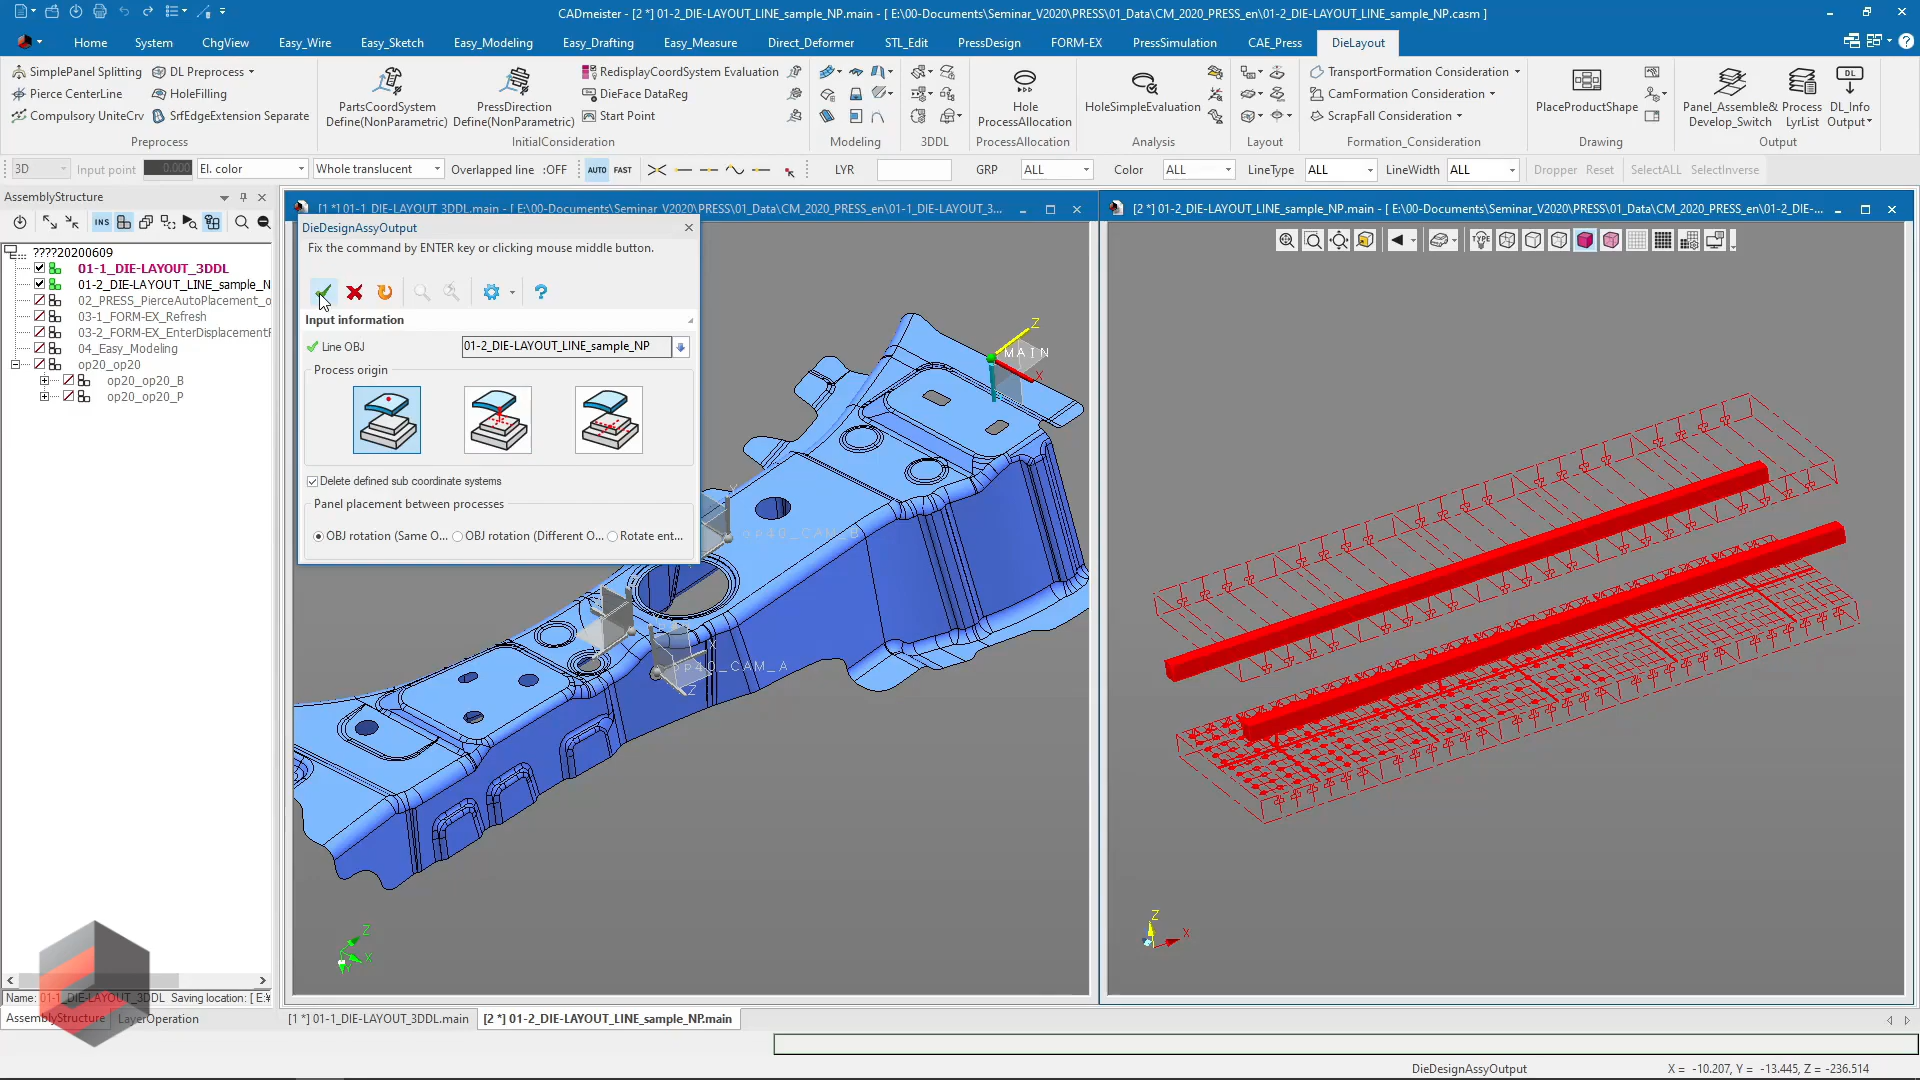 CADmeister - [2 *] 01-2_DIE-LAYOUT_LINE_sample_NP.main - [ E:\00-Documents\Seminar_V2020\PRESS\01_Data\CM_2020_PRESS_en\01-2_DIE-LAYOUT_LINE_sample_NP.casm ]
Home System ChgView Easy_Wire Easy_Sketch Easy_Modeling Easy_Drafting Easy_Measure Direct_Deformer STL_Edit PressDesign FORM-EX PressSimulation CAE_Press DieLayout
SimplePanel Splitting DL Preprocess RedisplayCoordSystem Evaluation TransportFormation Consideration
Pierce CenterLine HoleFilling DieFace DataReg CamFormation Consideration
Compulsory UniteCrv SrfEdgeExtension Separate Start Point ScrapFall Consideration
PartsCoordSystem Define(NonParametric)
PressDirection Define(NonParametric)
Hole ProcessAllocation
HoleSimpleEvaluation
PlaceProductShape
Panel_Assemble& Develop_Switch
Process LyrList
DL
DL_Info Output
Preprocess InitialConsideration Modeling 3DDL ProcessAllocation Analysis Layout Formation_Consideration Drawing Output
3D Input point 0.000 El. color Whole translucent Overlapped line :OFF AUTO FAST LYR GRP ALL Color ALL LineType ALL LineWidth ALL Dropper Reset SelectALL SelectInverse
AssemblyStructure
INS
????20200609
01-1_DIE-LAYOUT_3DDL
01-2_DIE-LAYOUT_LINE_sample_N
02_PRESS_PierceAutoPlacement_o
03-1_FORM-EX_Refresh
03-2_FORM-EX_EnterDisplacementF
04_Easy_Modeling
op20_op20
op20_op20_B
op20_op20_P
[1 *] 01-1_DIE-LAYOUT_3DDL.main - [ E:\00-Documents\Seminar_V2020\PRESS\01_Data\CM_2020_PRESS_en\01-1_DIE-LAYOUT_3...
DieDesignAssyOutput
Fix the command by ENTER key or clicking mouse middle button.
Input information
Line OBJ 01-2_DIE-LAYOUT_LINE_sample_NP
Process origin
Delete defined sub coordinate systems
Panel placement between processes
OBJ rotation (Same O... OBJ rotation (Different O... Rotate ent...
Z
MAIN
X
op40_CAM_B
op40_CAM_A
Z
Z
X
[2 *] 01-2_DIE-LAYOUT_LINE_sample_NP.main - [ E:\00-Documents\Seminar_V2020\PRESS\01_Data\CM_2020_PRESS_en\01-2_DIE-...
TYPE
Z
X
Name: 01-1_DIE-LAYOUT_3DDL Saving location: [ E:¥
AssemblyStructure LayerOperation
[1 *] 01-1_DIE-LAYOUT_3DDL.main [2 *] 01-2_DIE-LAYOUT_LINE_sample_NP.main
DieDesignAssyOutput X = -10.207, Y = -13.445, Z = -236.514